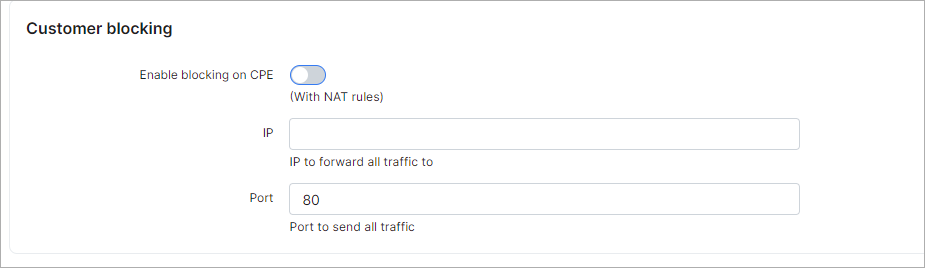 Customer blocking
Enable blocking on CPE
(With NAT rules)
IP
IP to forward all traffic to
Port
80
Port to send all traffic